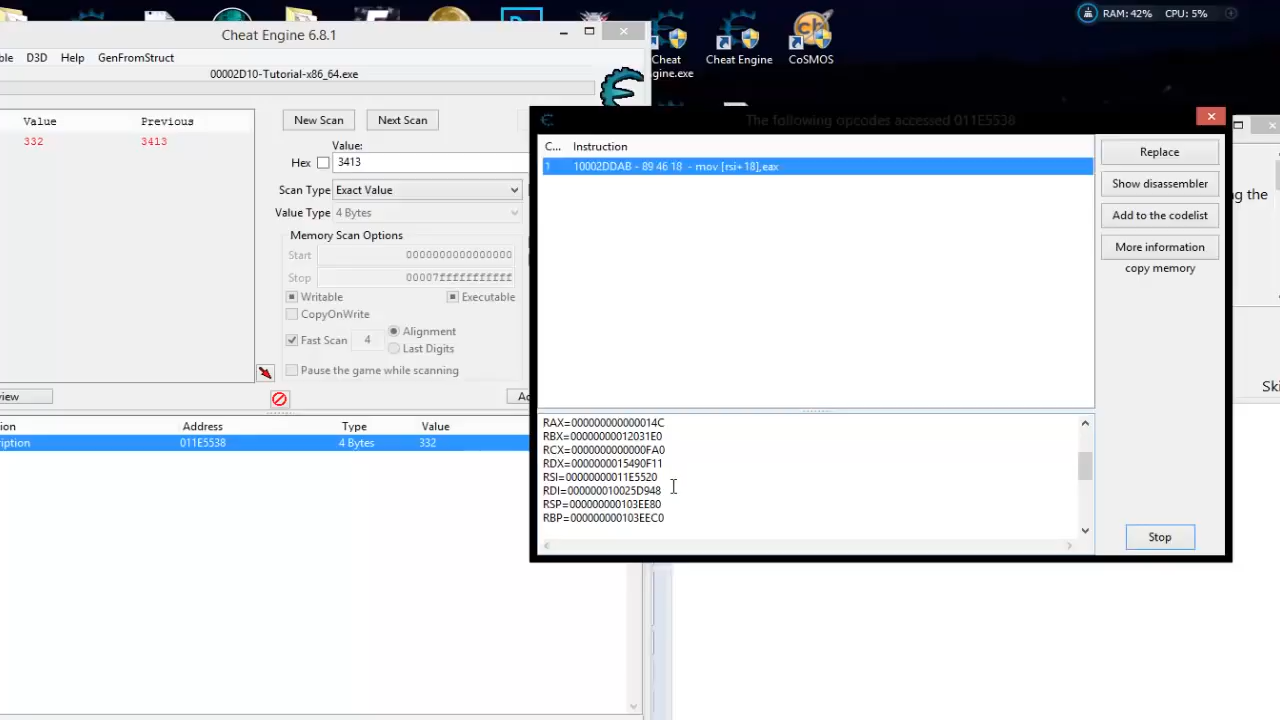 RAM: 42% CPU: 5%
Cheat Engine 6.8.1
ble D3D Help GenFromStruct
00002D10-Tutorial-x86_64.exe
Cheat
gine.exe
Cheat Engine
CoSMOS
Value Previous
332 3413
New Scan Next Scan
Value:
Hex 3413
Scan Type Exact Value
Value Type 4 Bytes
Memory Scan Options
Start 0000000000000000
Stop 00007fffffffffff
Writable Executable
CopyOnWrite
Fast Scan 4 Alignment
Last Digits
Pause the game while scanning
view
Ad
ion Address Type Value
ription 011E5538 4 Bytes 332
The following opcodes accessed 011E5538
C... Instruction
1 10002DDAB - 89 46 18 - mov [rsi+18],eax
Replace
Show disassembler
Add to the codelist
More information
copy memory
RAX=000000000000014C
RBX=00000000012031E0
RCX=0000000000000FA0
RDX=0000000015490F11
RSI=00000000011E5520
RDI=000000010025D948
RSP=000000000103EE80
RBP=000000000103EEC0
Stop
ng the
Ski